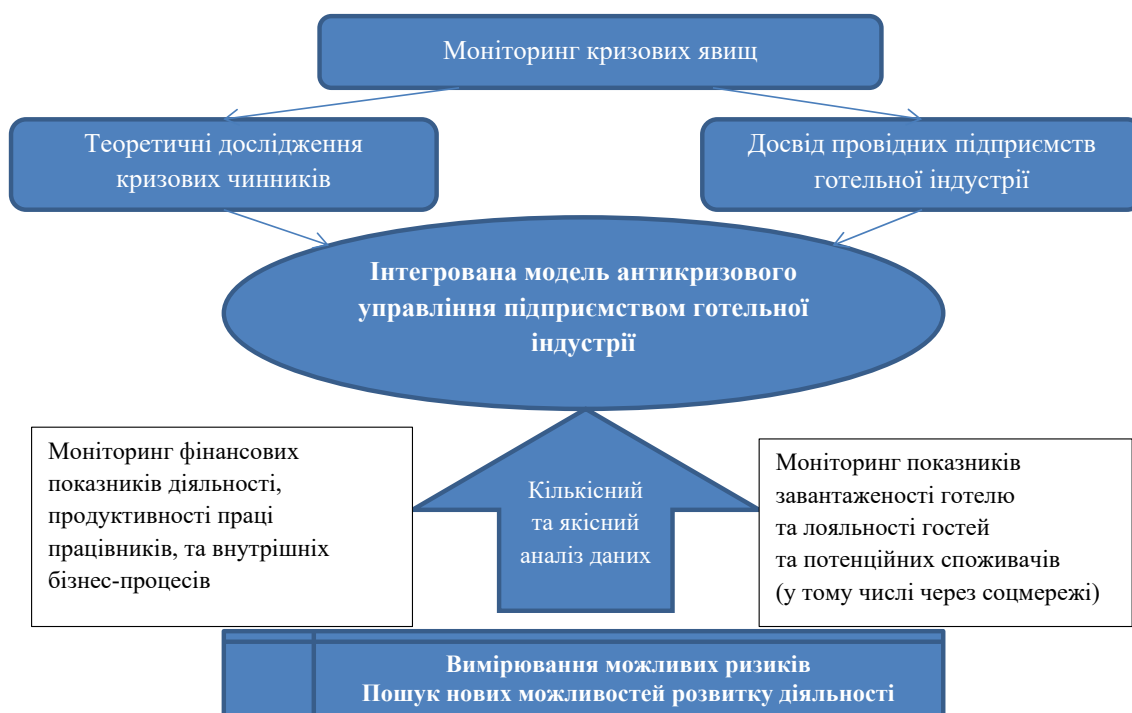 Моніторинг кризових явищ
Теоретичні дослідження
кризових чинників
Досвід провідних підприємств
готельної індустрії
Інтегрована модель антикризового
управління підприємством готельної
індустрії
Моніторинг фінансових
показників діяльності,
продуктивності праці
працівників, та внутрішніх
бізнес-процесів
Кількісний
та якісний
аналіз даних
Моніторинг показників
завантаженості готелю
та лояльності гостей
та потенційних споживачів
(у тому числі через соцмережі)
Вимірювання можливих ризиків
Пошук нових можливостей розвитку діяльності